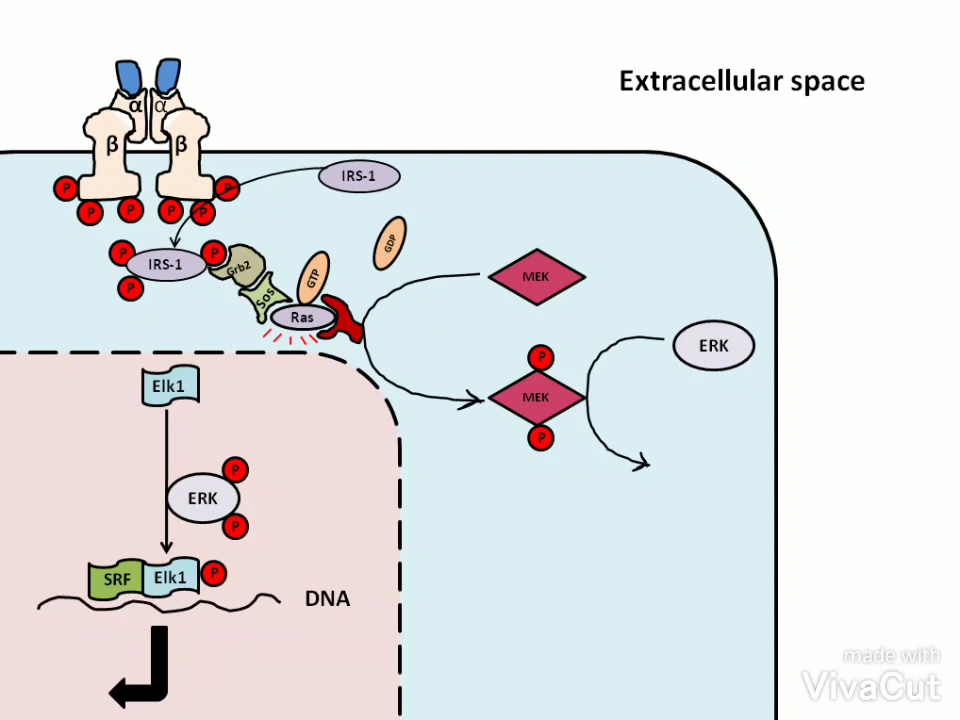 Extracellular space
α α
β β
IRS-1
P P
P P P P
P P
IRS-1
Grb2
GDP
GTP
Sos
Ras
P
MEK
ERK
P
MEK
P
Elk1
P
ERK
P
SRF Elk1 P
DNA
made with
VivaCut